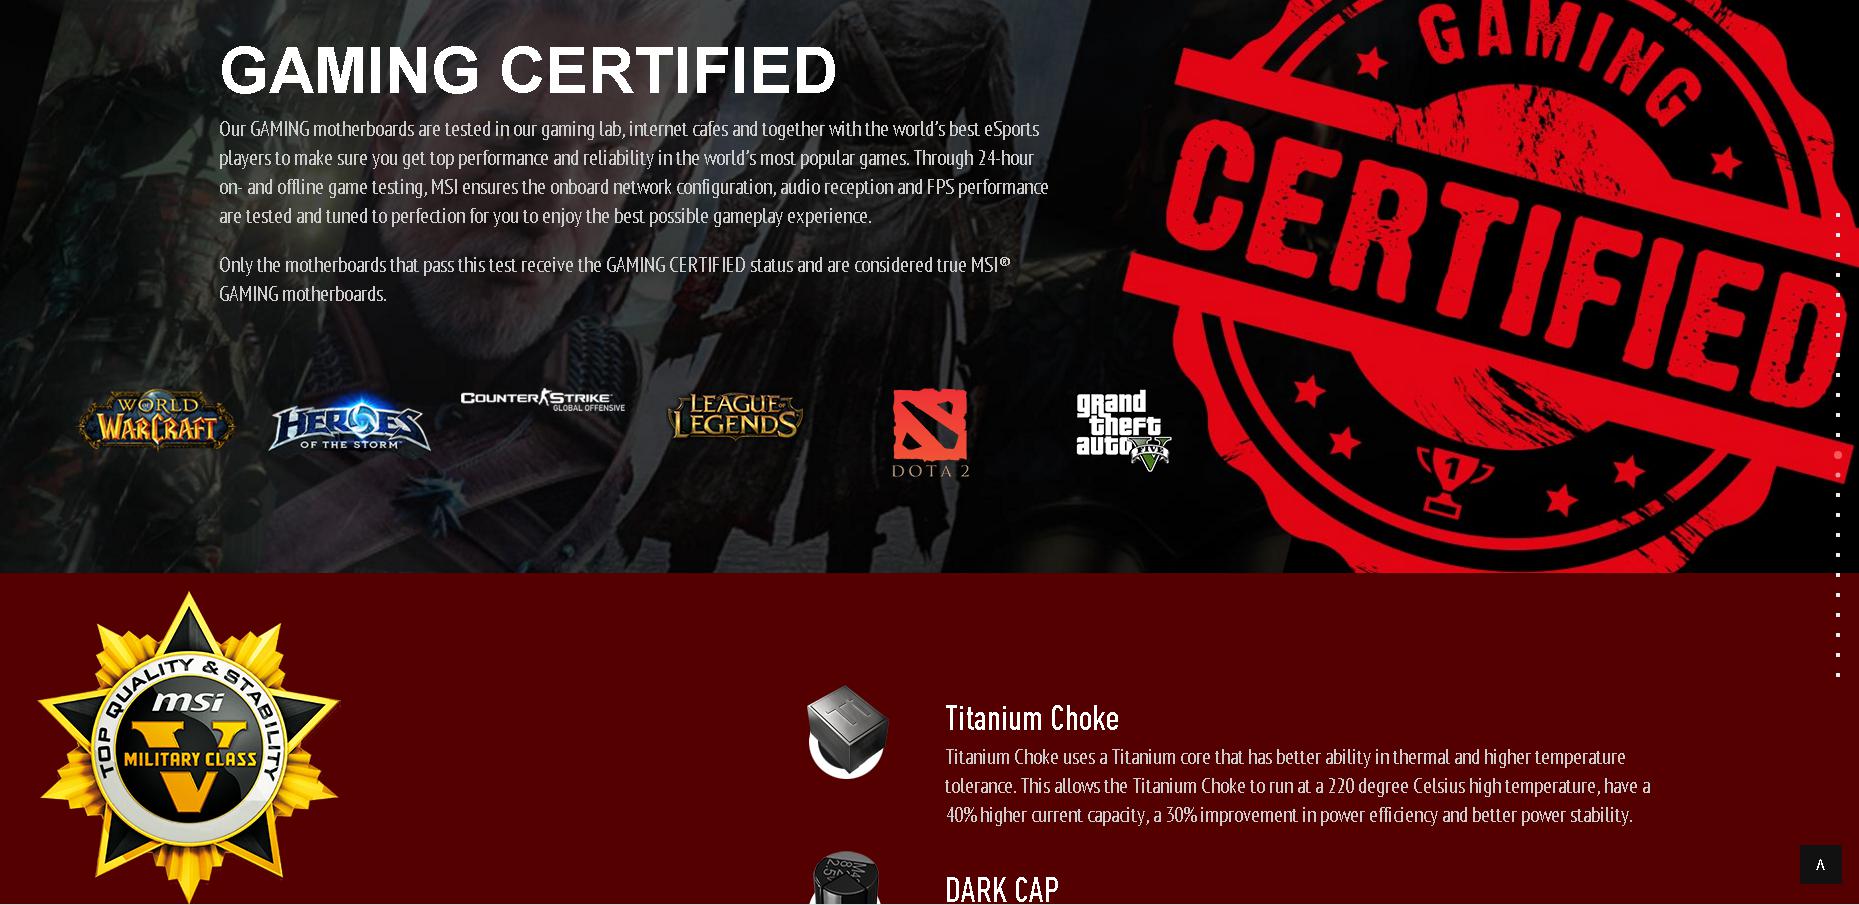 GAMING CERTIFIED
Our GAMING motherboards are tested in our gaming lab, internet cafes and together with the world's best eSports
players to make sure you get top performance and reliability in the world's most popular games. Through 24-hour
on- and offline game testing, MSI ensures the onboard network configuration, audio reception and FPS performance
are tested and tuned to perfection for you to enjoy the best possible gameplay experience.
Only the motherboards that pass this test receive the GAMING CERTIFIED status and are considered true MSI®
GAMING motherboards.
GAMING
CERTIFIED
1
WORLD
OF
WARCRAFT
HEROES
OF THE STORM
COUNTER STRIKE
GLOBAL OFFENSIVE
LEAGUE OF
LEGENDS
DOTA 2
grand
theft
auto
FIVE
TOP QUALITY & STABILITY
msi
V
MILITARY CLASS
Ti
Titanium Choke
Titanium Choke uses a Titanium core that has better ability in thermal and higher temperature
tolerance. This allows the Titanium Choke to run at a 220 degree Celsius high temperature, have a
40% higher current capacity, a 30% improvement in power efficiency and better power stability.
DARK CAP
A